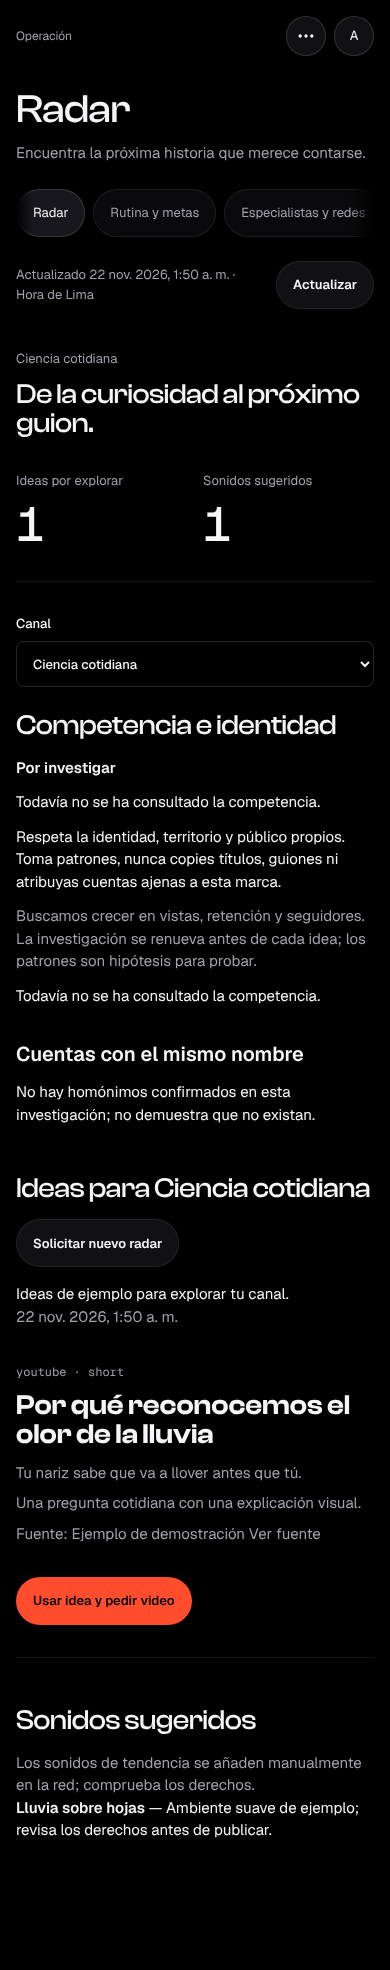 Operación
A
Radar
Encuentra la próxima historia que merece contarse.
Radar
Rutina y metas
Especialistas y redes
Actualizado 22 nov. 2026, 1:50 a. m. ·
Hora de Lima
Actualizar
Ciencia cotidiana
De la curiosidad al próximo
guion.
Ideas por explorar
Sonidos sugeridos
1
1
Canal
Ciencia cotidiana
Competencia e identidad
Por investigar
Todavía no se ha consultado la competencia.
Respeta la identidad, territorio y público propios.
Toma patrones, nunca copies títulos, guiones ni
atribuyas cuentas ajenas a esta marca.
Buscamos crecer en vistas, retención y seguidores.
La investigación se renueva antes de cada idea; los
patrones son hipótesis para probar.
Todavía no se ha consultado la competencia.
Cuentas con el mismo nombre
No hay homónimos confirmados en esta
investigación; no demuestra que no existan.
Ideas para Ciencia cotidiana
Solicitar nuevo radar
Ideas de ejemplo para explorar tu canal.
22 nov. 2026, 1:50 a. m.
youtube · short
Por qué reconocemos el
olor de la lluvia
Tu nariz sabe que va a llover antes que tú.
Una pregunta cotidiana con una explicación visual.
Fuente: Ejemplo de demostración Ver fuente
Usar idea y pedir video
Sonidos sugeridos
Los sonidos de tendencia se añaden manualmente
en la red; comprueba los derechos.
Lluvia sobre hojas — Ambiente suave de ejemplo;
revisa los derechos antes de publicar.